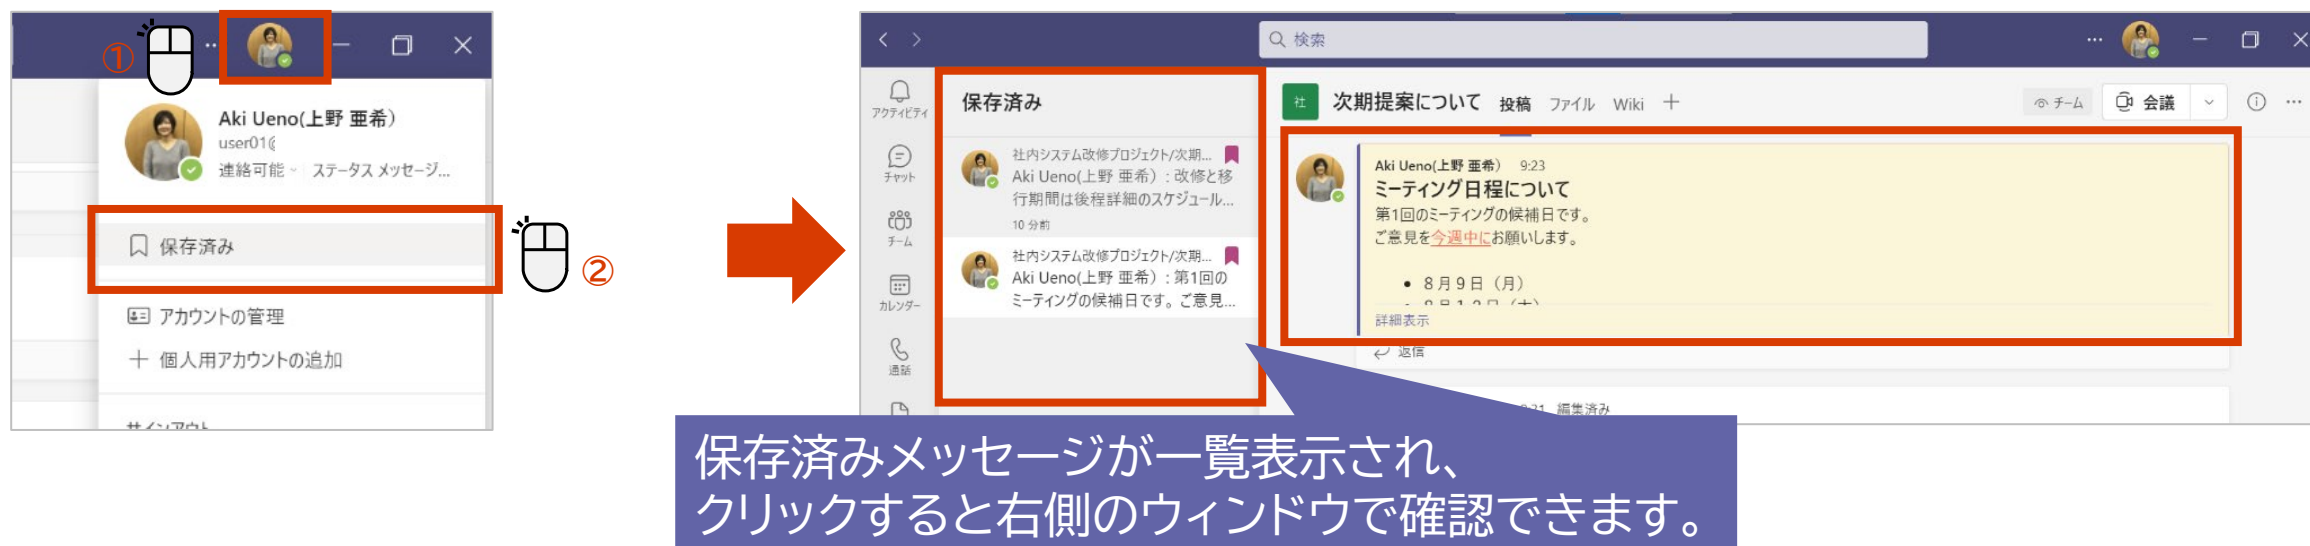 ①
Aki Ueno(上野 亜希)
user01@
連絡可能
ステータス メッセージ...
保存済み
②
アカウントの管理
個人用アカウントの追加
サインアウト
検索
アクティビティ
チャット
チーム
カレンダー
通話
保存済み
社内システム改修プロジェクト/次期...
Aki Ueno(上野 亜希) : 改修と移
行期間は後程詳細のスケジュール...
10 分前
社内システム改修プロジェクト/次期...
Aki Ueno(上野 亜希) : 第1回の
ミーティングの候補日です。ご意見...
社 次期提案について 投稿 ファイル Wiki
チーム 会議
Aki Ueno(上野 亜希) 9:23
ミーティング日程について
第1回のミーティングの候補日です。
ご意見を今週中にお願いします。
• 8月9日(月)
詳細表示
返信
編集済み
保存済みメッセージが一覧表示され、
クリックすると右側のウィンドウで確認できます。